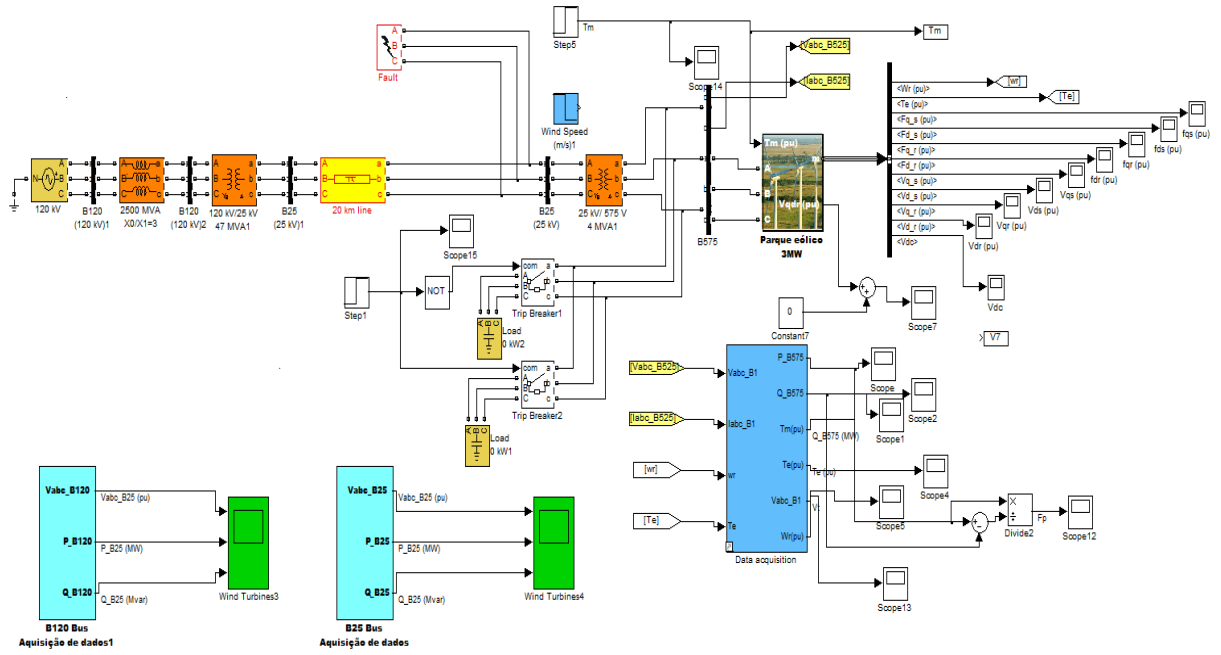 Step5
Tm
Tm
[Vabc_B525]
[Iabc_B525]
A
B
C
Fault
Scope14
Wind Speed
(m/s)1
<Wr (pu)>
[wr]
<Te (pu)>
[Te]
<Fq_s (pu)>
<Fd_s (pu)>
<Fq_r (pu)>
<Fd_r (pu)>
<Vq_s (pu)>
<Vd_s (pu)>
<Vq_r (pu)>
<Vd_r (pu)>
<Vdc>
fqs (pu)
fds (pu)
fqr (pu)
fdr (pu)
Vqs (pu)
Vds (pu)
Vqr (pu)
Vdr (pu)
Vdc
V7
N
A
B
C
120 kV
B120
(120 kV)1
A a
B b
C c
2500 MVA
X0/X1=3
B120
(120 kV)2
A a
B b
C c
120 kV/25 kV
47 MVA1
B25
(25 kV)1
A a
B b
C c
20 km line
B25
(25 kV)
A a
B b
C c
25 kV/ 575 V
4 MVA1
B575
Tm (pu)
A
B
C
m
Vqdr (pu)
Parque eólico
3MW
Scope15
Step1
NOT
com a
A
B b
C c
Trip Breaker1
A B C
Load
0 kW2
com a
A
B b
C c
Trip Breaker2
A B C
Load
0 kW1
0
Constant7
Scope7
[Vabc_B525]
[Iabc_B525]
[wr]
[Te]
Vabc_B1
Iabc_B1
wr
Te
P_B575
Q_B575
Tm(pu)
Q_B575 (MW)
Te(pu)
Te (pu)
Vabc_B1
Wr(pu)
Data acquisition
Scope
Scope2
Scope1
Scope4
Scope5
Divide2
Fp
Scope12
Scope13
Vabc_B120
P_B120
Q_B120
Vabc_B25 (pu)
P_B25 (MW)
Q_B25 (Mvar)
Wind Turbines3
B120 Bus
Aquisição de dados1
Vabc_B25
P_B25
Q_B25
Vabc_B25 (pu)
P_B25 (MW)
Q_B25 (Mvar)
Wind Turbines4
B25 Bus
Aquisição de dados